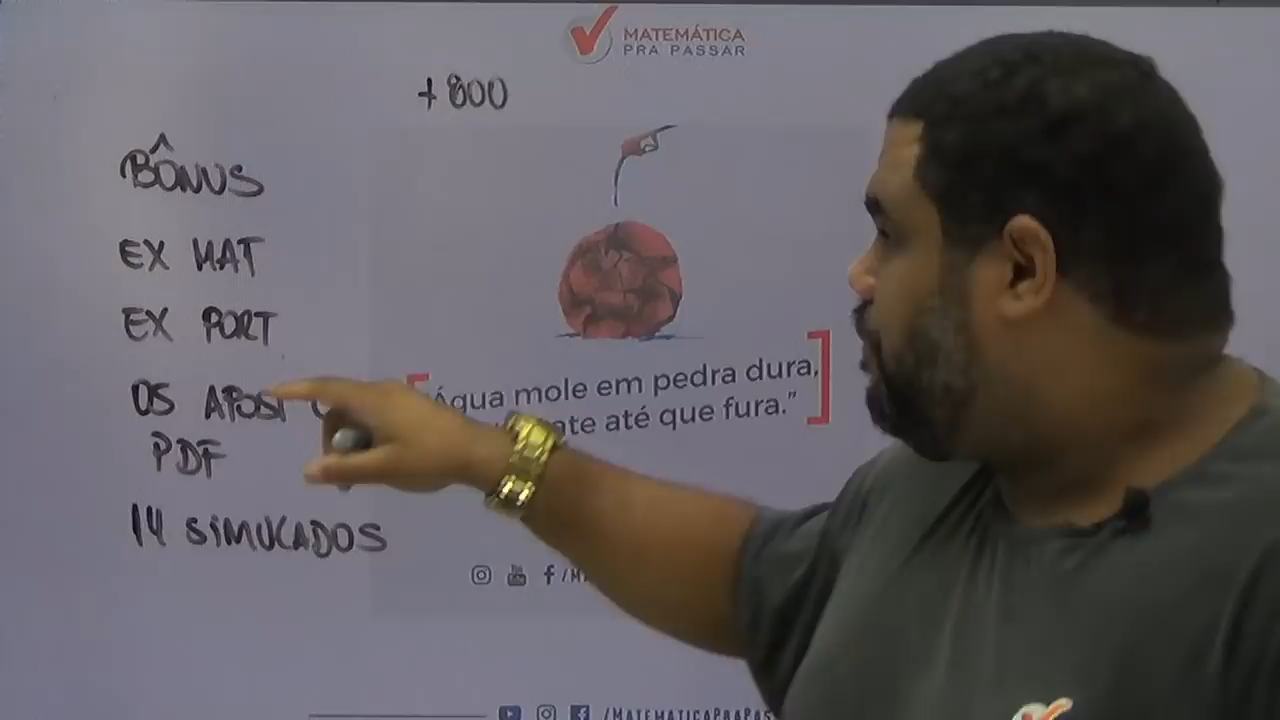 MATEMÁTICA
PRA PASSAR
+800
BÔNUS
EX MAT
EX PORT
OS APOSTI
PDF
14 SIMULADOS
Água mole em pedra dura,
até que fura."
/MATEMATICAPRAPAS